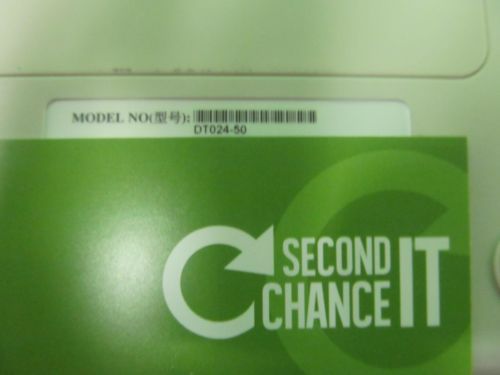 MODEL NO(型号):
DT024-50
SECOND
CHANCE
IT